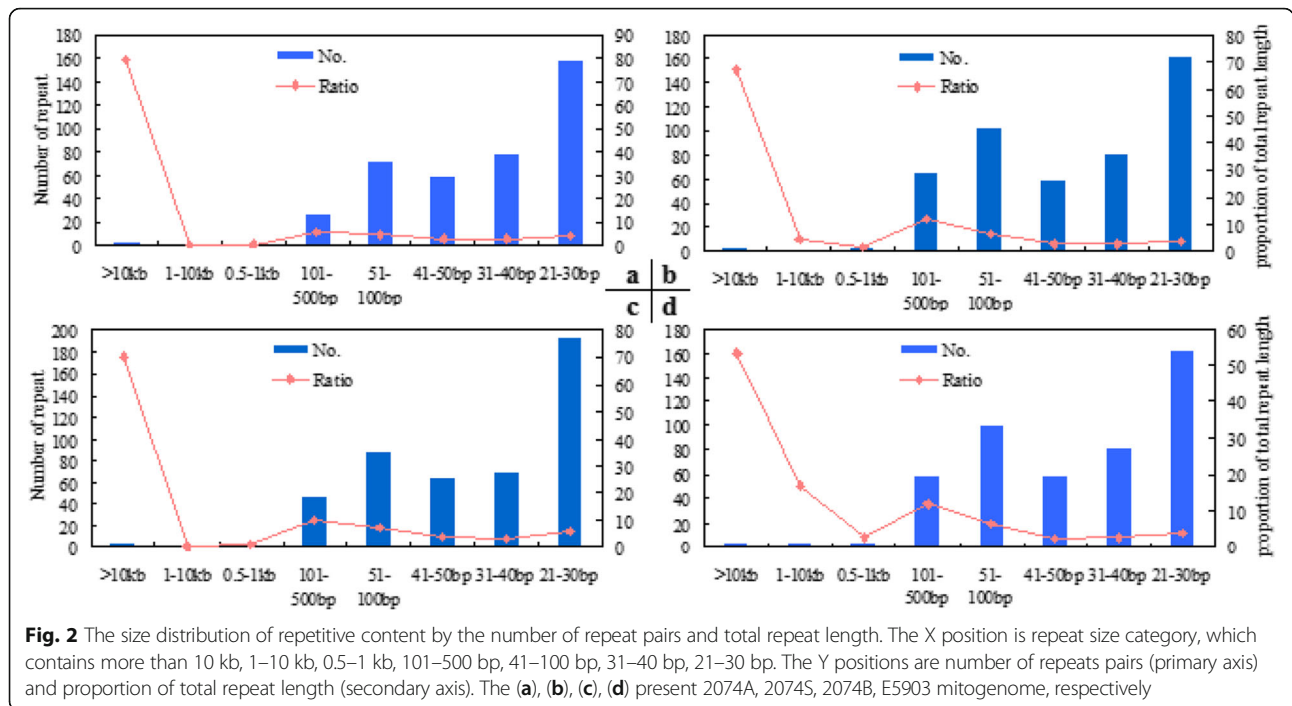 180 90 180 80
160 80 160 70
140 70 140 60
120 60 120 50
100 50 100 40
80 40 80 30
60 30 60 20
40 20 40 10
20 10 20
0 0 0 0
Number of repeat
No.
Ratio
No.
Ratio
proportion of total repeat length
>10kb 1-10kb 0.5-1kb 101-500bp 51-100bp 41-50bp 31-40bp 21-30bp
a b
>10kb 1-10kb 0.5-1kb 101-500bp 51-100bp 41-50bp 31-40bp 21-30bp
c d
200 80 180 60
180 70 160 50
160 60 140 40
140 50 120 30
120 40 100 20
100 30 80 10
80 20 60 0
60 10 40
40 0 20
20 0
0
Number of repeat
No.
Ratio
No.
Ratio
proportion of total repeat length
>10kb 1-10kb 0.5-1kb 101-500bp 51-100bp 41-50bp 31-40bp 21-30bp
>10kb 1-10kb 0.5-1kb 101-500bp 51-100bp 41-50bp 31-40bp 21-30bp
Fig. 2 The size distribution of repetitive content by the number of repeat pairs and total repeat length. The X position is repeat size category, which
contains more than 10 kb, 1–10 kb, 0.5–1 kb, 101–500 bp, 41–100 bp, 31–40 bp, 21–30 bp. The Y positions are number of repeats pairs (primary axis)
and proportion of total repeat length (secondary axis). The (a), (b), (c), (d) present 2074A, 2074S, 2074B, E5903 mitogenome, respectively